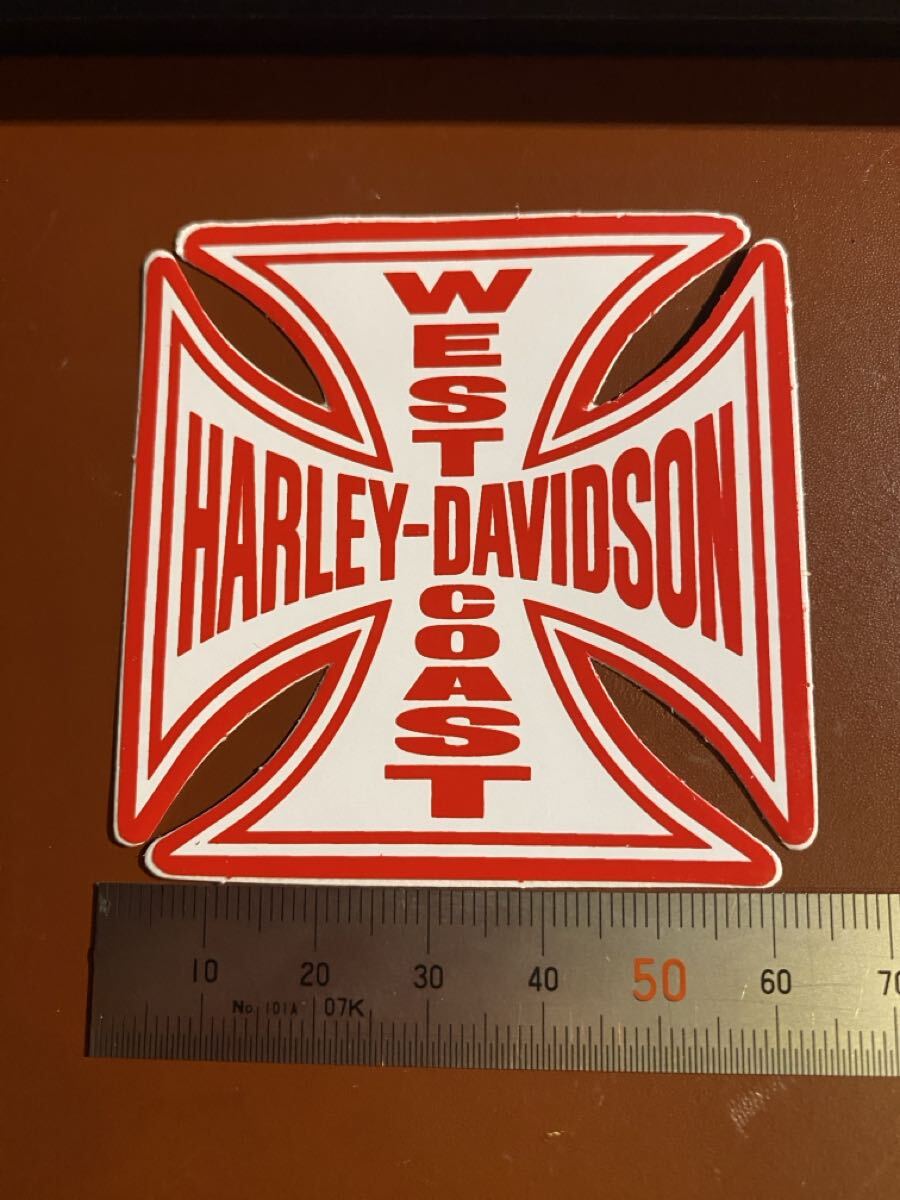 WEST
HARLEY-DAVIDSON
COAST
10 20 30 40 50 60 70
No. 101A 07K